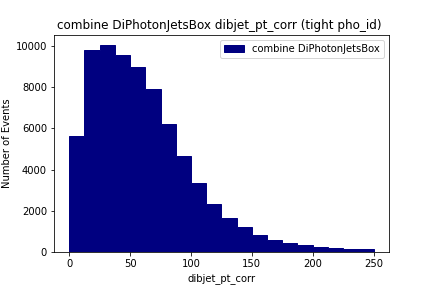 combine DiPhotonJetsBox dibjet_pt_corr (tight pho_id)
combine DiPhotonJetsBox
Number of Events
10000
8000
6000
4000
2000
0
0 50 100 150 200 250
dibjet_pt_corr